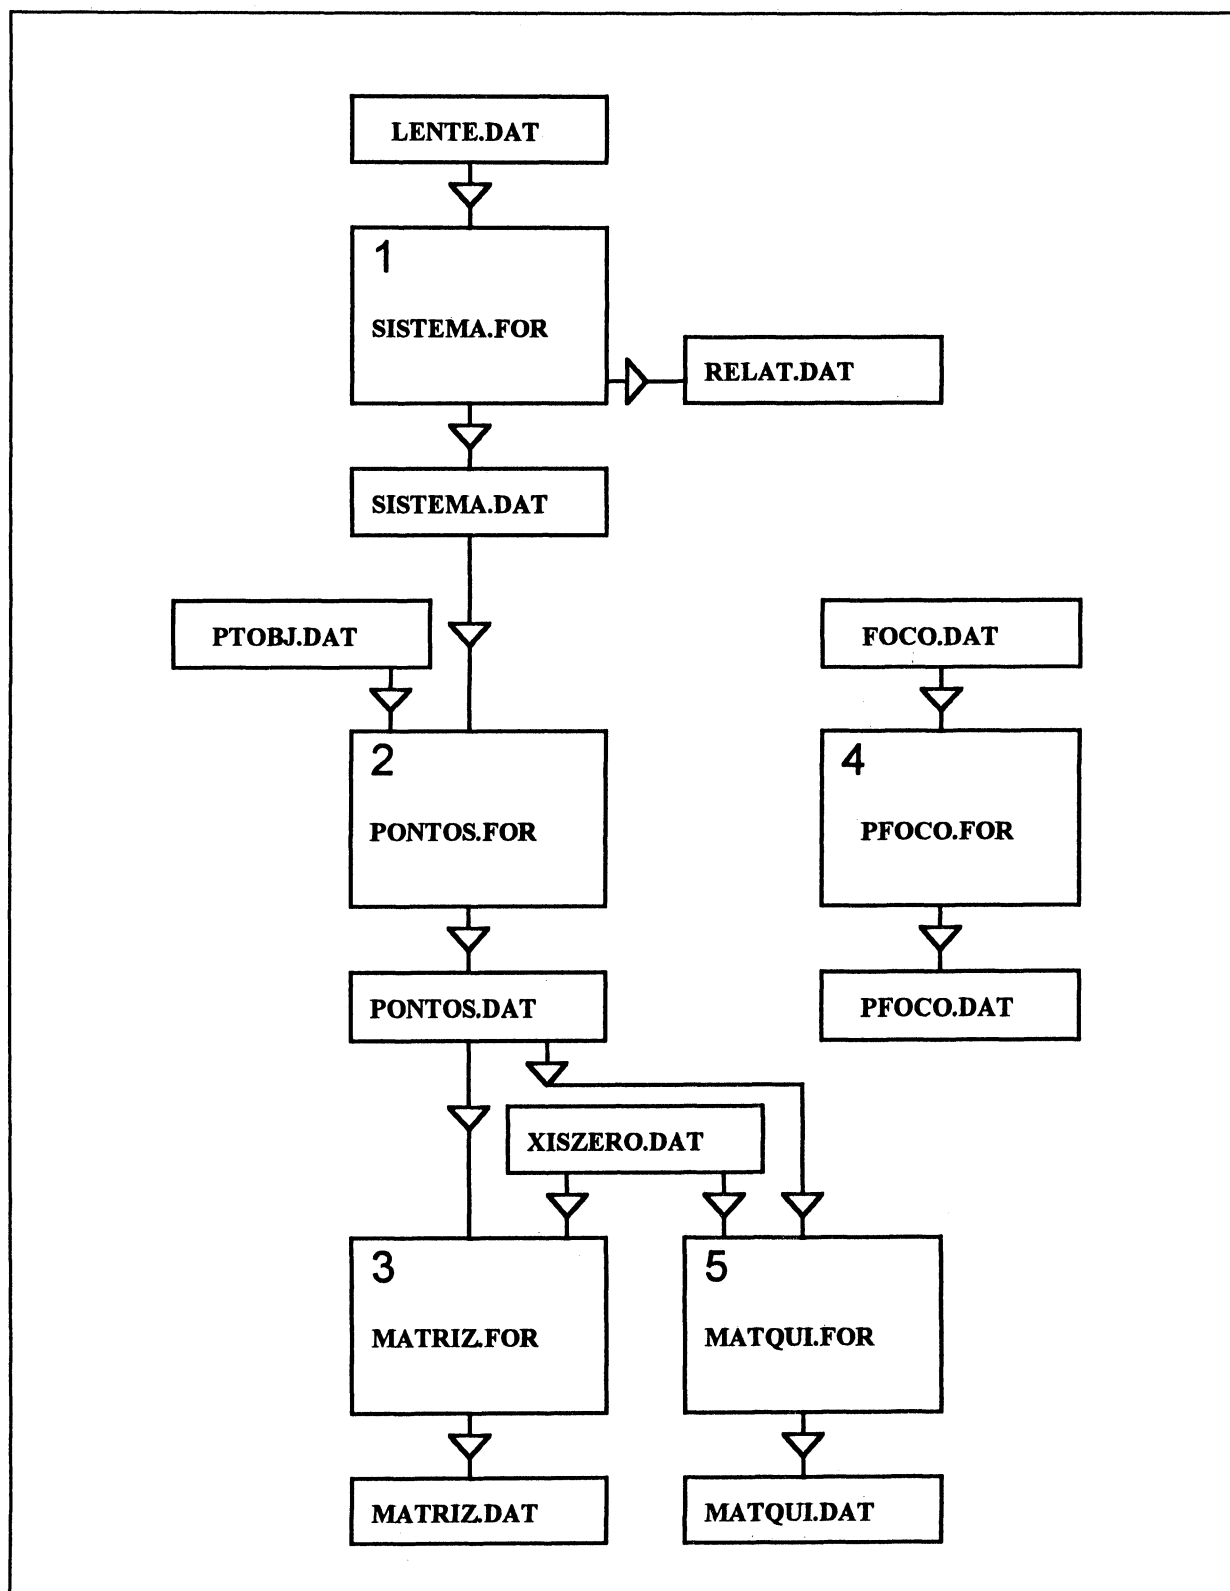 LENTE.DAT
1
SISTEMA.FOR
RELAT.DAT
SISTEMA.DAT
PTOBJ.DAT
FOCO.DAT
2
PONTOS.FOR
4
PFOCO.FOR
PONTOS.DAT
PFOCO.DAT
XISZERO.DAT
3
MATRIZ.FOR
5
MATQUI.FOR
MATRIZ.DAT
MATQUI.DAT